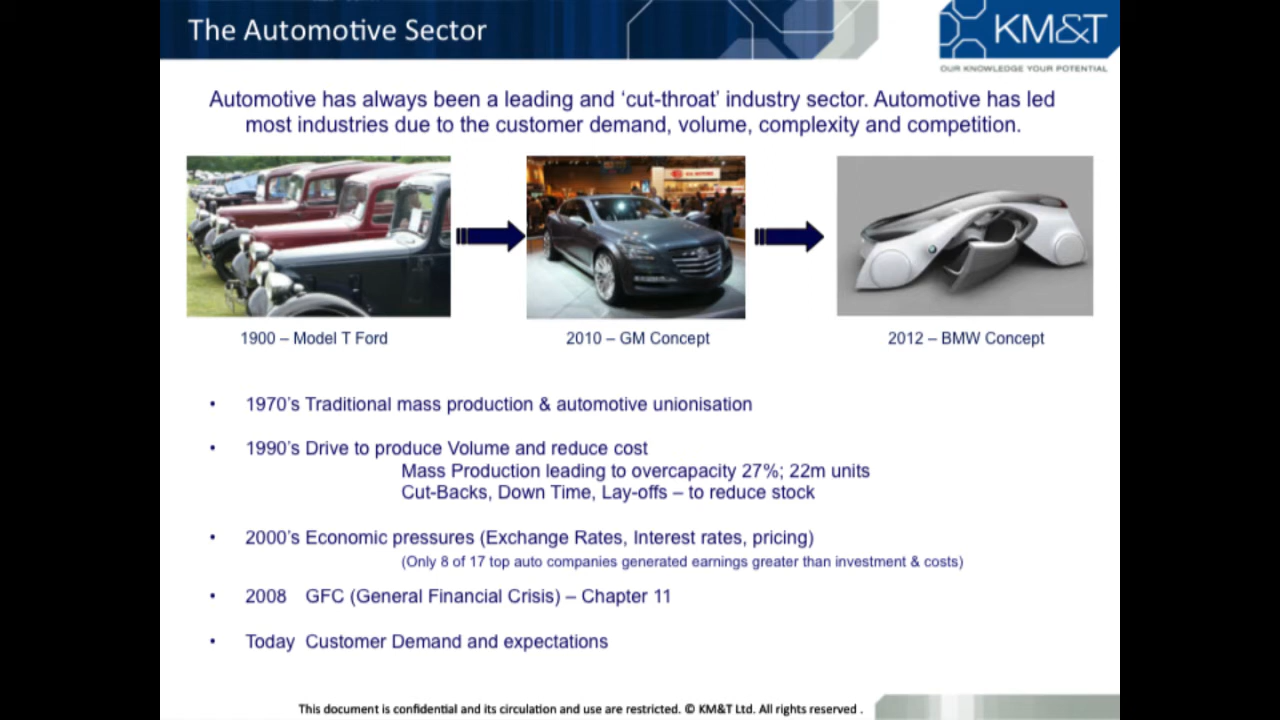 The Automotive Sector
KM&T
OUR KNOWLEDGE YOUR POTENTIAL
Automotive has always been a leading and ‘cut-throat’ industry sector. Automotive has led
most industries due to the customer demand, volume, complexity and competition.
1900 – Model T Ford
2010 – GM Concept
2012 – BMW Concept
• 1970’s Traditional mass production & automotive unionisation
• 1990’s Drive to produce Volume and reduce cost
Mass Production leading to overcapacity 27%; 22m units
Cut-Backs, Down Time, Lay-offs – to reduce stock
• 2000’s Economic pressures (Exchange Rates, Interest rates, pricing)
(Only 8 of 17 top auto companies generated earnings greater than investment & costs)
• 2008 GFC (General Financial Crisis) – Chapter 11
• Today Customer Demand and expectations
This document is confidential and its circulation and use are restricted. © KM&T Ltd. All rights reserved .